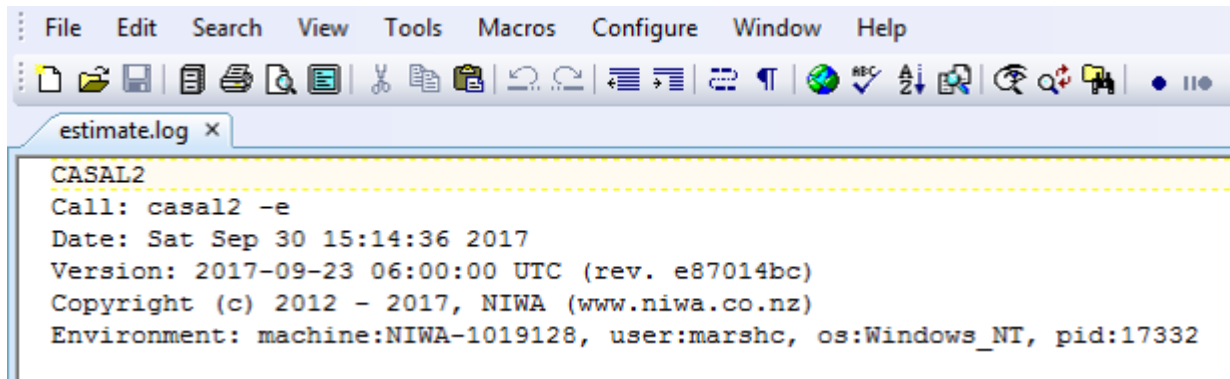 File Edit Search View Tools Macros Configure Window Help
ABC
estimate.log ×
CASAL2
Call: casal2 -e
Date: Sat Sep 30 15:14:36 2017
Version: 2017-09-23 06:00:00 UTC (rev. e87014bc)
Copyright (c) 2012 - 2017, NIWA (www.niwa.co.nz)
Environment: machine:NIWA-1019128, user:marshc, os:Windows_NT, pid:17332